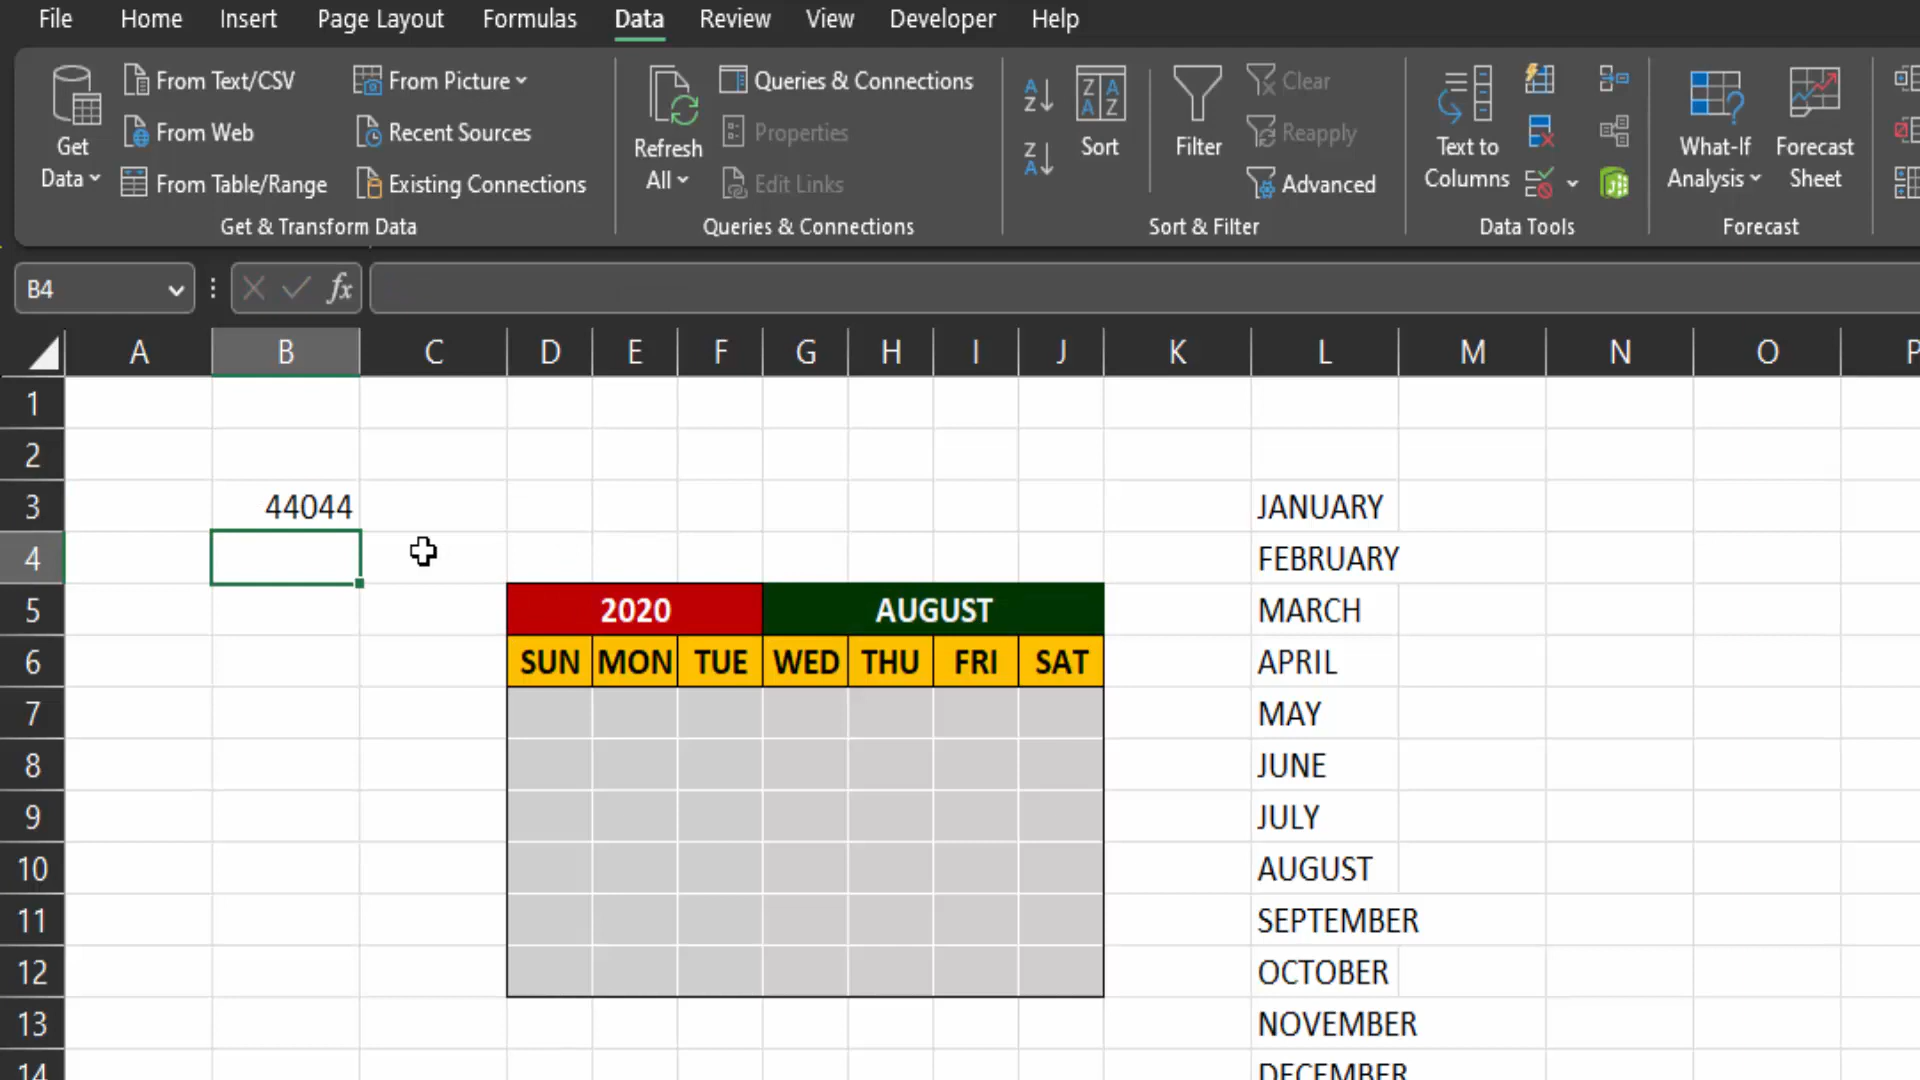 File Home Insert Page Layout Formulas Data Review View Developer Help
From Text/CSV From Picture Queries & Connections Clear
From Web Recent Sources Properties Reapply
Get Data Refresh All Sort Filter Text to Columns What-If Analysis Forecast Sheet
From Table/Range Existing Connections Edit Links Advanced
Get & Transform Data Queries & Connections Sort & Filter Data Tools Forecast
B4 fx
A B C D E F G H I J K L M N O P
1
2
3 44044 JANUARY
4 FEBRUARY
5 2020 AUGUST MARCH
6 SUN MON TUE WED THU FRI SAT APRIL
7 MAY
8 JUNE
9 JULY
10 AUGUST
11 SEPTEMBER
12 OCTOBER
13 NOVEMBER
14 DECEMBER